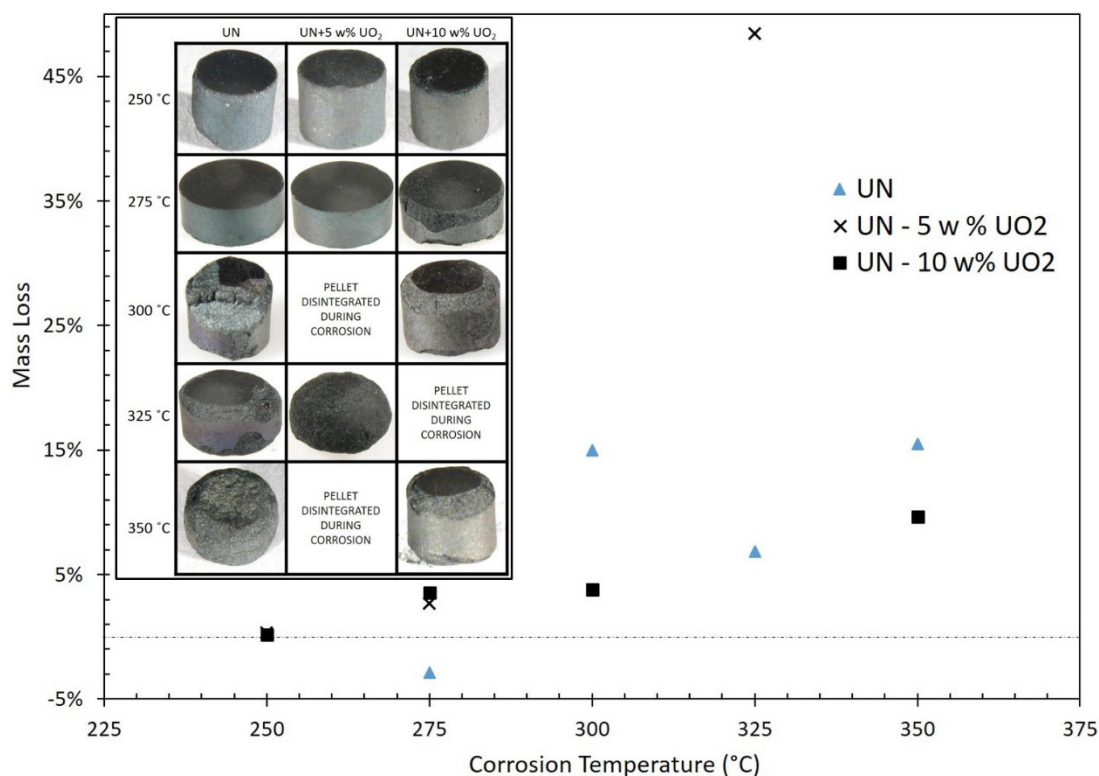 UN UN+5 w% UO₂ UN+10 w% UO₂
250 ˚C
275 ˚C
300 ˚C
PELLET
DISINTEGRATED
DURING
CORROSION
325 ˚C
PELLET
DISINTEGRATED
DURING
CORROSION
350 ˚C
PELLET
DISINTEGRATED
DURING
CORROSION
UN
UN - 5 w % UO2
UN - 10 w% UO2
Mass Loss
45%
35%
25%
15%
5%
-5%
225 250 275 300 325 350 375
Corrosion Temperature (°C)